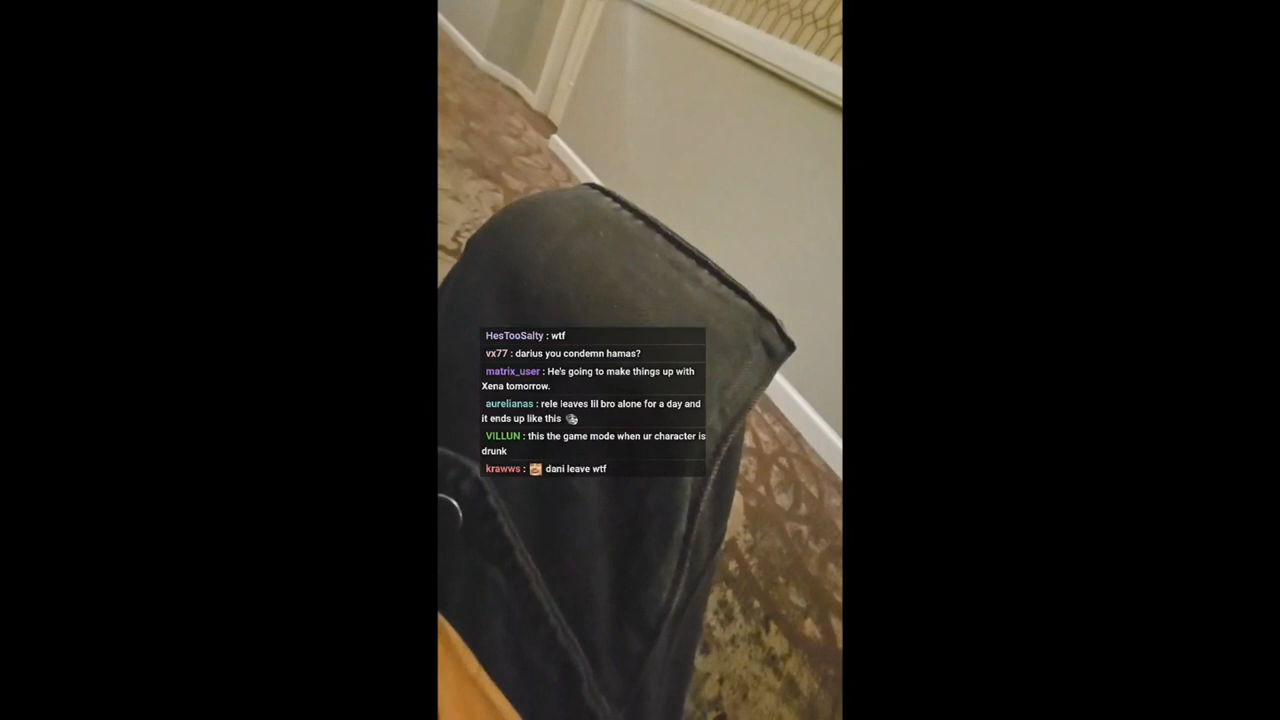 HesTooSalty : wtf
vx77 : darius you condemn hamas?
matrix_user : He's going to make things up with
Xena tomorrow.
aurelianas : rele leaves lil bro alone for a day and
it ends up like this
VILLUN : this the game mode when ur character is
drunk
krawws : dani leave wtf